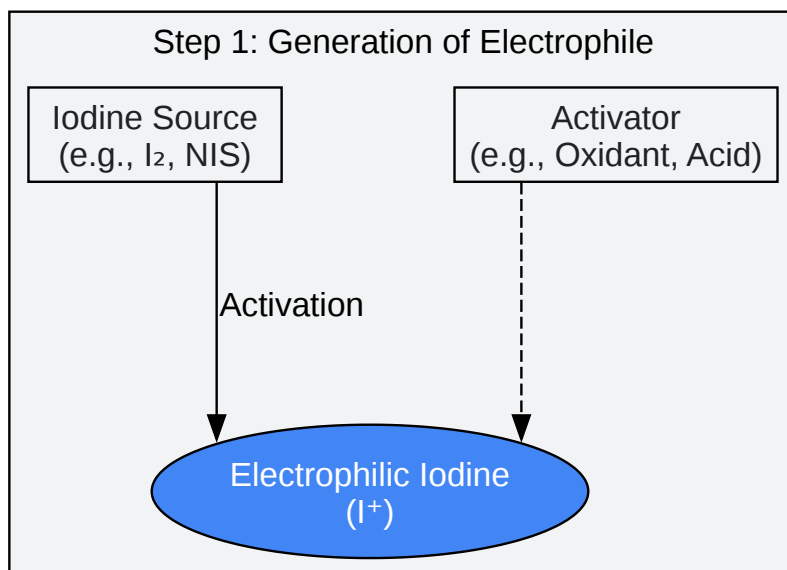 Step 1: Generation of Electrophile
Iodine Source
(e.g., I₂, NIS)
Activator
(e.g., Oxidant, Acid)
Activation
Electrophilic Iodine
(I⁺)